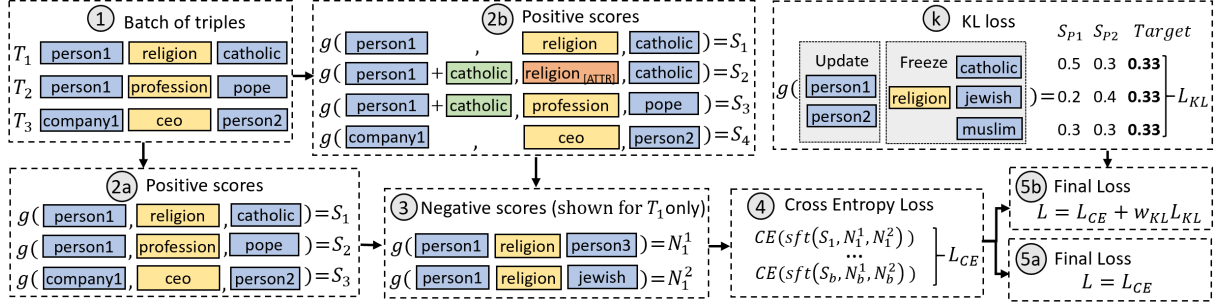 1 Batch of triples
T1 person1 religion catholic
T2 person1 profession pope
T3 company1 ceo person2
2b Positive scores
g( person1 , religion , catholic )=S1
g( person1 + catholic , religion [ATTR] , catholic )=S2
g( person1 + catholic , profession , pope )=S3
g( company1 , ceo , person2 )=S4
k KL loss
SP1 SP2 Target
Update Freeze
g( person1 person2 religion catholic jewish muslim )=
0.5 0.3 0.33
0.2 0.4 0.33
0.3 0.3 0.33
LKL
2a Positive scores
g( person1 , religion , catholic )=S1
g( person1 , profession , pope )=S2
g( company1 , ceo , person2 )=S3
3 Negative scores (shown for T1 only)
g( person1 religion person3 )=N₁¹
g( person1 religion jewish )=N₁²
4 Cross Entropy Loss
CE(sft(S1, N₁¹, N₁²))
...
CE(sft(Sb, N_b¹, N_b²))
LCE
5b Final Loss
L = LCE + wKL LKL
5a Final Loss
L = LCE